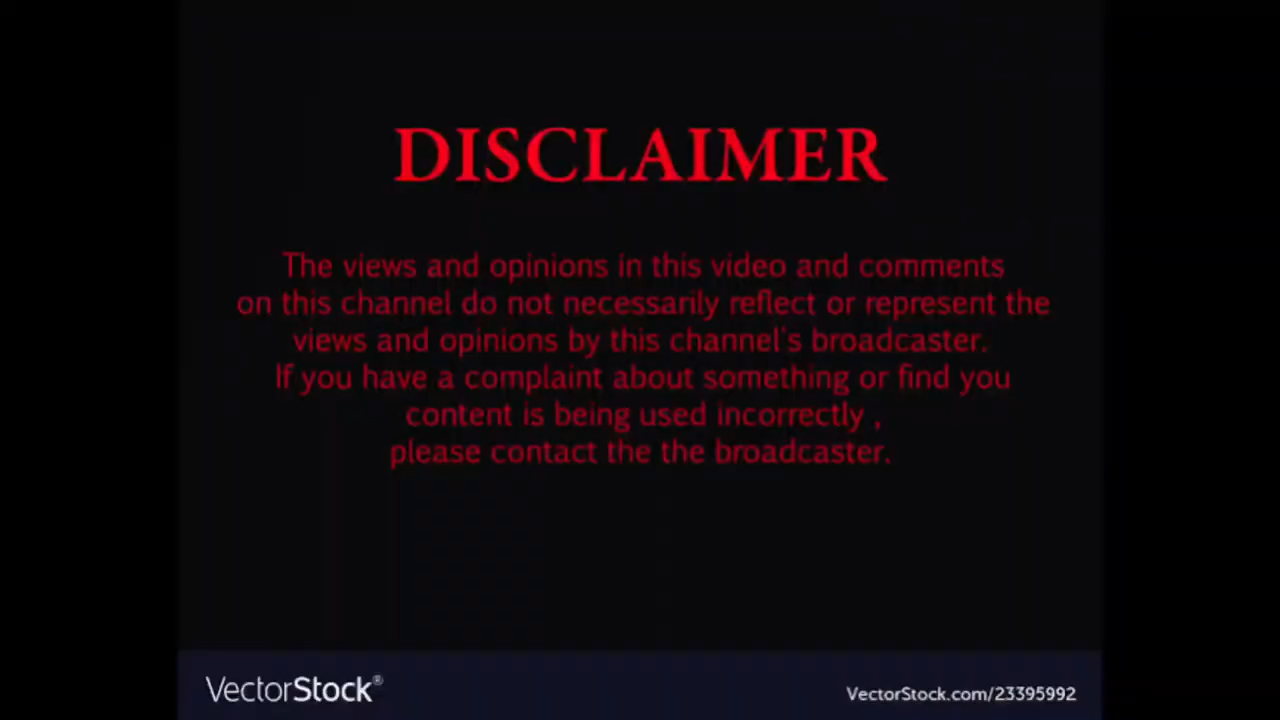 DISCLAIMER
The views and opinions in this video and comments
on this channel do not necessarily reflect or represent the
views and opinions by this channel's broadcaster.
If you have a complaint about something or find you
content is being used incorrectly ,
please contact the the broadcaster.
VectorStock®
VectorStock.com/23395992